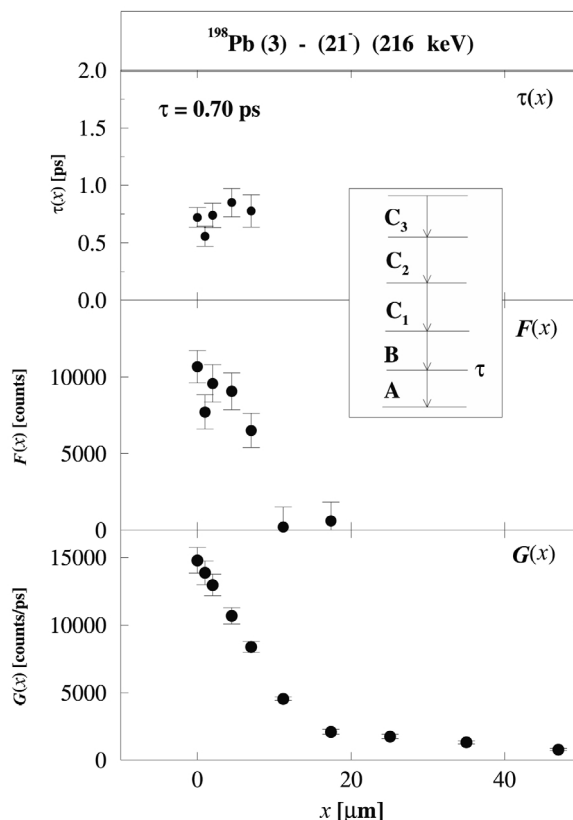 ¹⁹⁸Pb (3) - (21⁻) (216 keV)
2.0
τ(x)
τ = 0.70 ps
1.5
τ(x) [ps]
1.0
0.5
0.0
C₃
C₂
C₁
B
τ
A
F(x)
10000
F(x) [counts]
5000
0
G(x)
15000
G(x) [counts/ps]
10000
5000
0
0 20 40
x [μm]